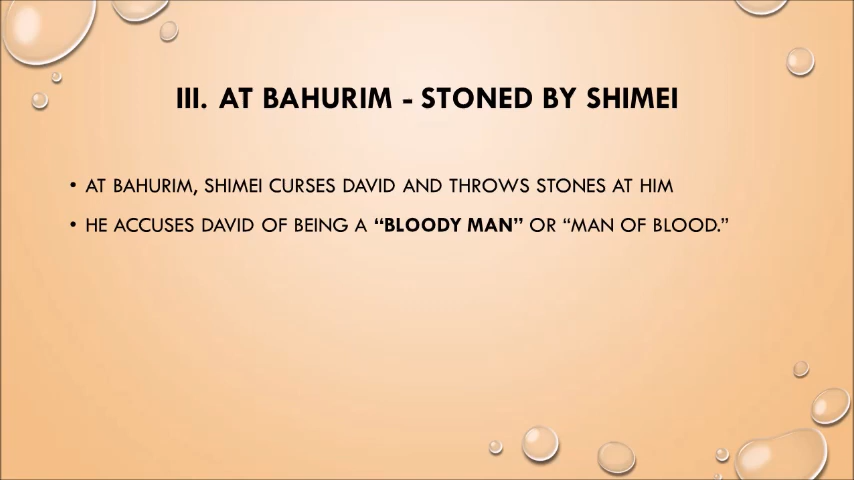 III. AT BAHURIM - STONED BY SHIMEI
• AT BAHURIM, SHIMEI CURSES DAVID AND THROWS STONES AT HIM
• HE ACCUSES DAVID OF BEING A “BLOODY MAN” OR “MAN OF BLOOD.”